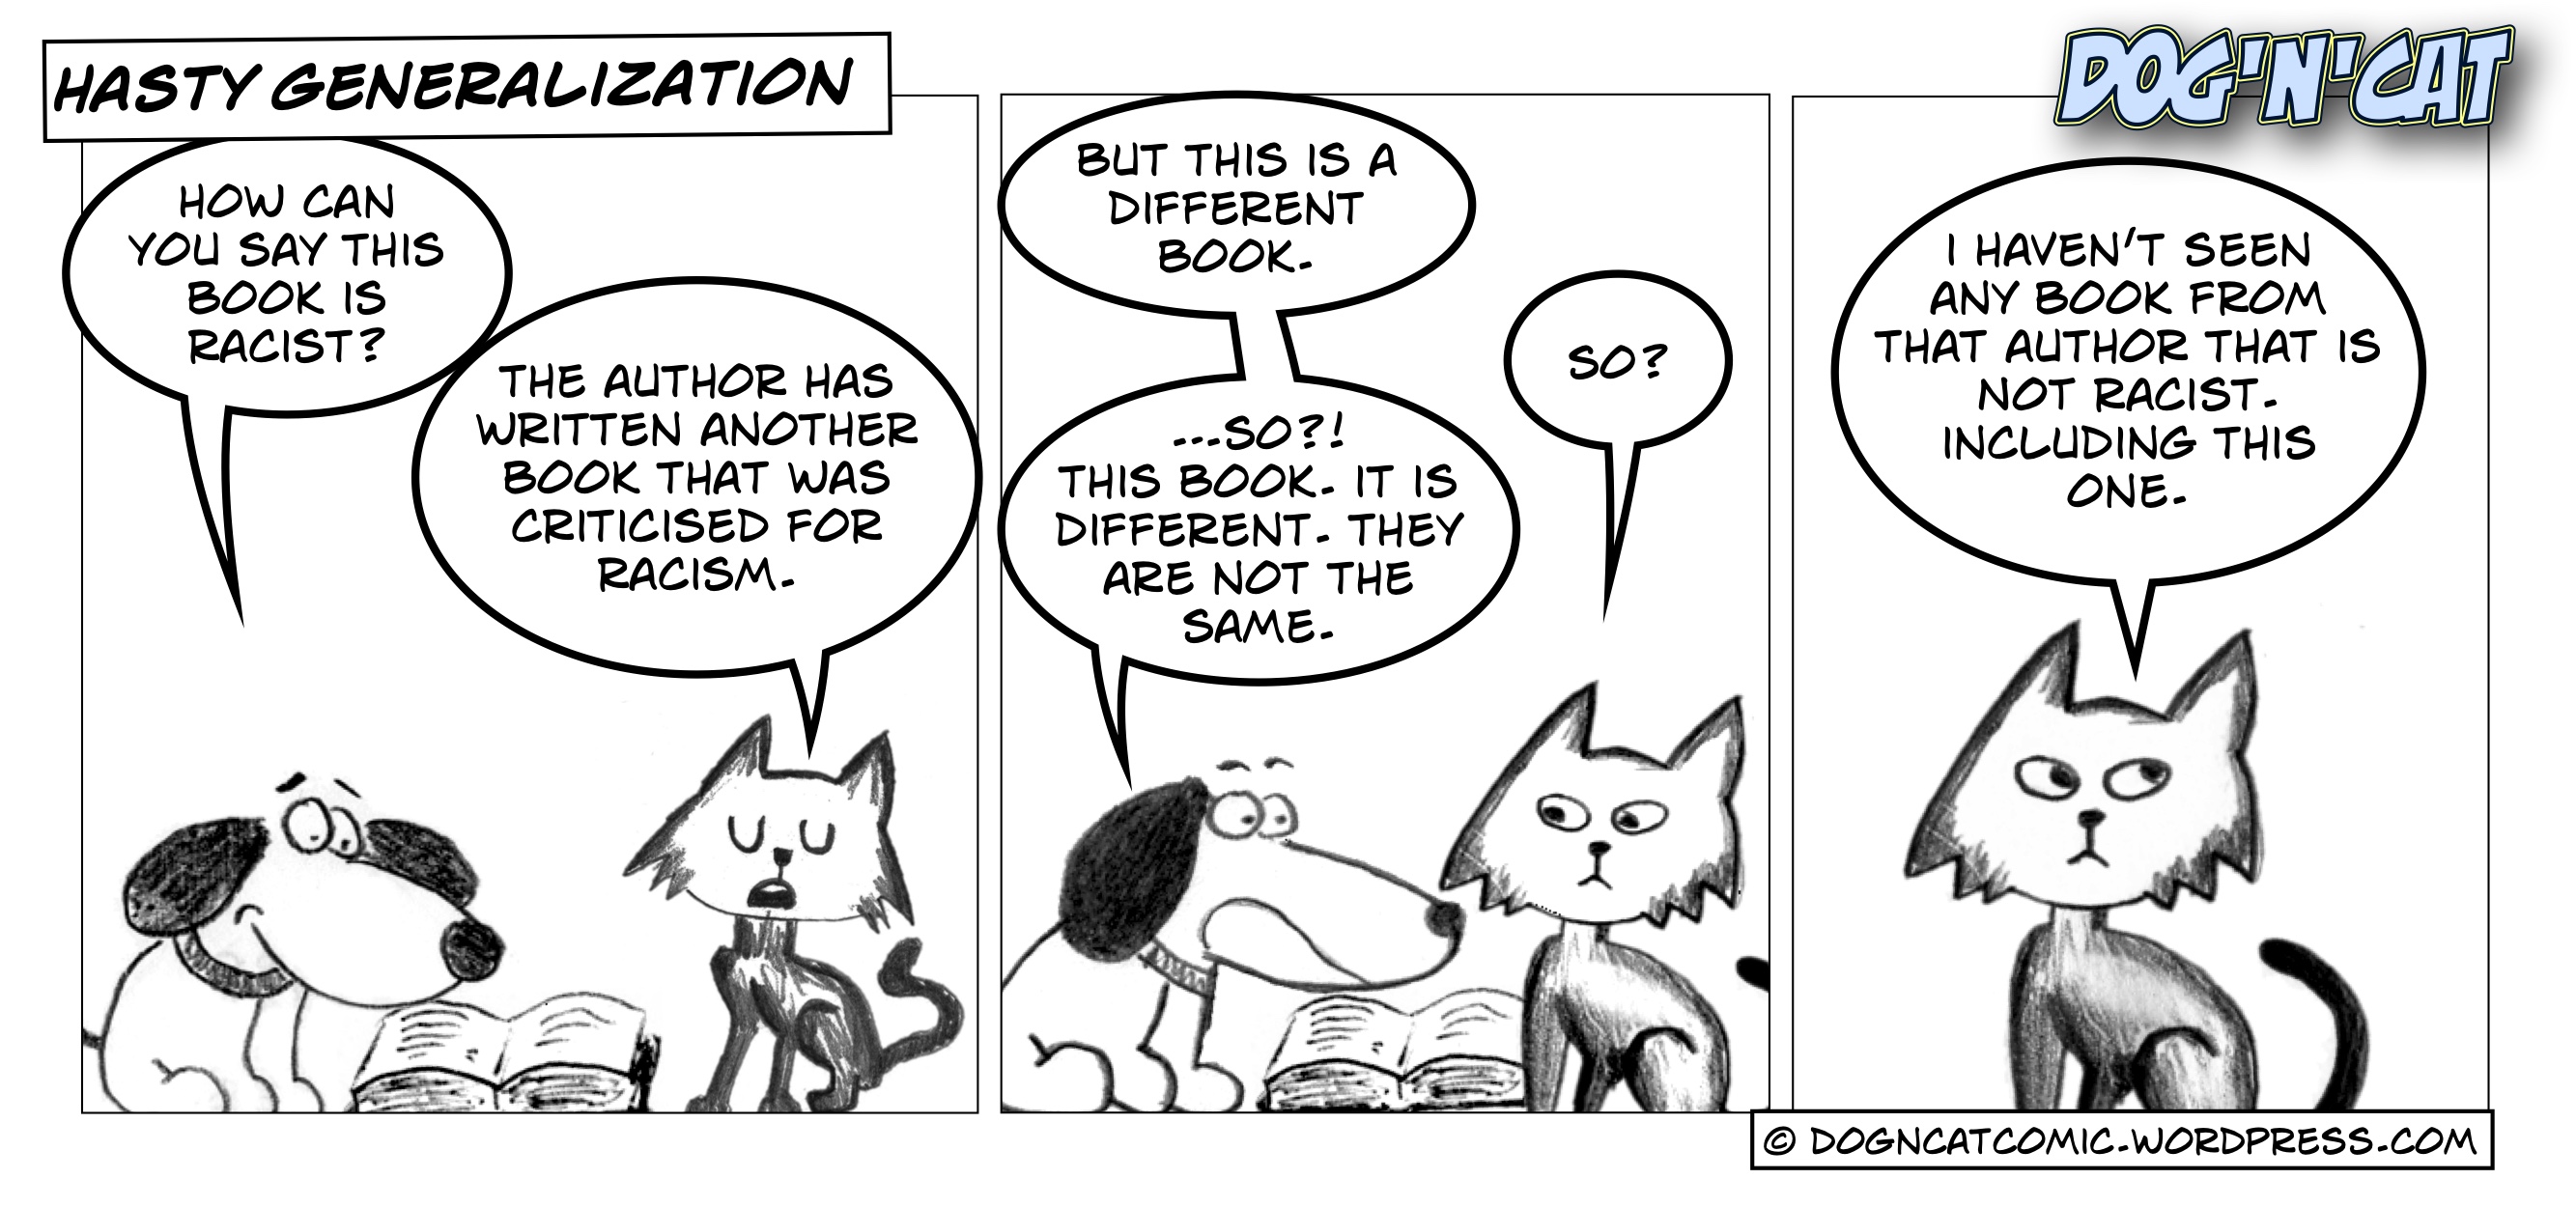 HASTY GENERALIZATION
DOG'N'CAT
HOW CAN
YOU SAY THIS
BOOK IS
RACIST?
THE AUTHOR HAS
WRITTEN ANOTHER
BOOK THAT WAS
CRITICISED FOR
RACISM.
BUT THIS IS A
DIFFERENT
BOOK.
SO?
...SO?!
THIS BOOK. IT IS
DIFFERENT. THEY
ARE NOT THE
SAME.
I HAVEN'T SEEN
ANY BOOK FROM
THAT AUTHOR THAT IS
NOT RACIST.
INCLUDING THIS
ONE.
© DOGNCATCOMIC.WORDPRESS.COM